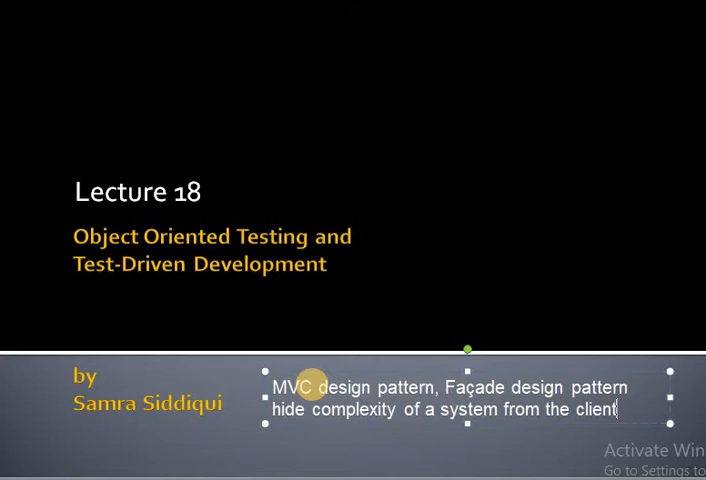 Lecture 18
Object Oriented Testing and
Test-Driven Development
by
Samra Siddiqui
MVC design pattern, Façade design pattern
hide complexity of a system from the client
Activate Win
Go to Settings to